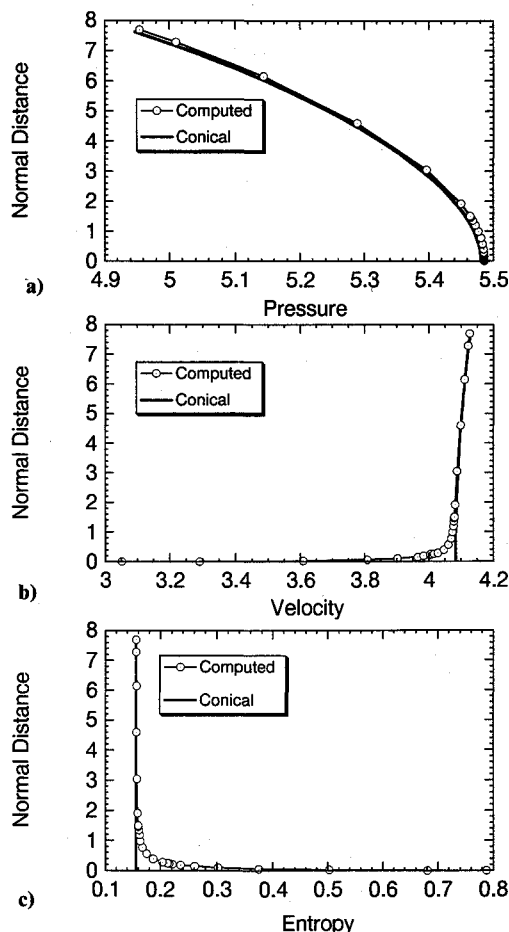 8
7
6
5
4
3
2
1
0
Normal Distance
Computed
Conical
4.9 5 5.1 5.2 5.3 5.4 5.5
a)
Pressure
8
7
6
5
4
3
2
1
0
Normal Distance
Computed
Conical
3 3.2 3.4 3.6 3.8 4 4.2
b)
Velocity
8
7
6
5
4
3
2
1
0
Normal Distance
Computed
Conical
0.1 0.2 0.3 0.4 0.5 0.6 0.7 0.8
c)
Entropy